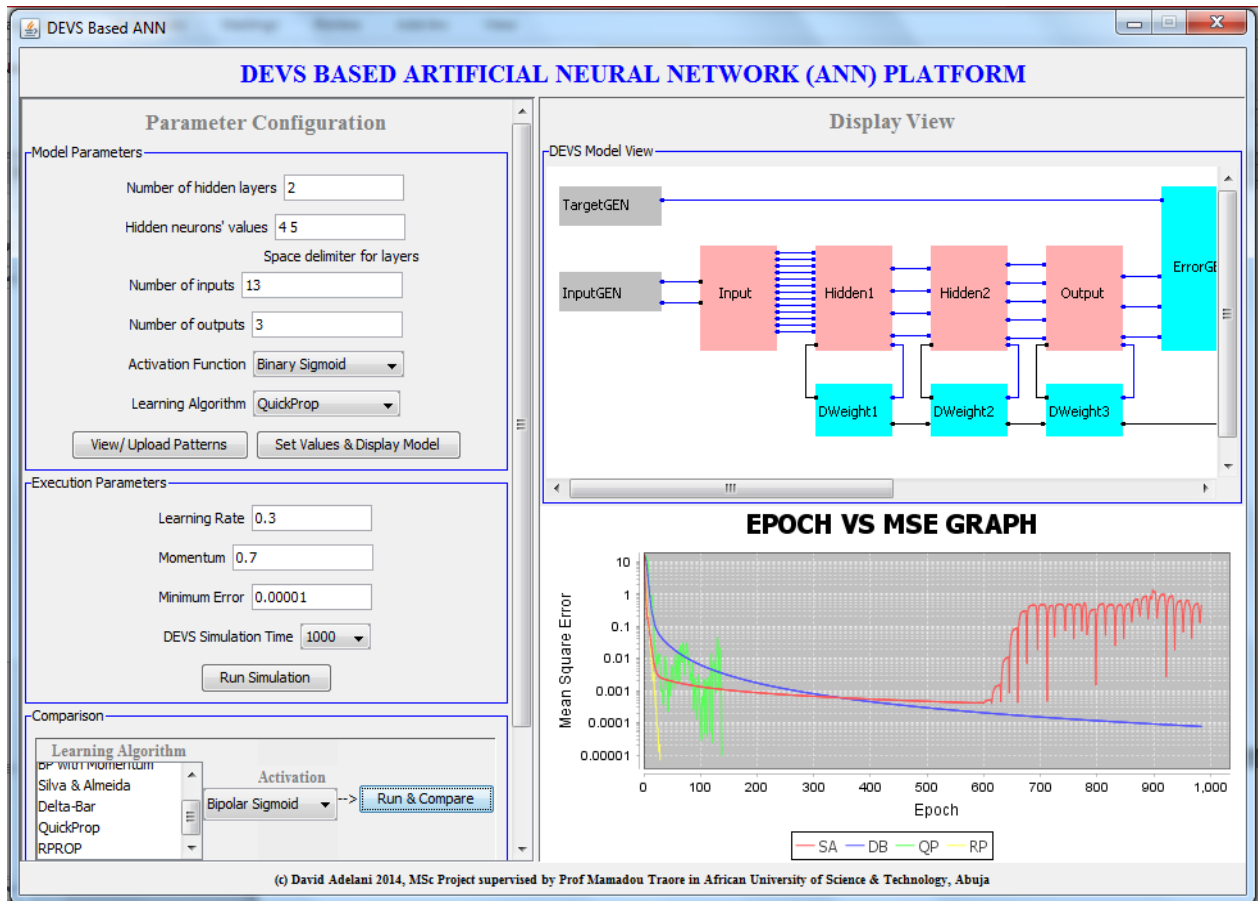 DEVS Based ANN
DEVS BASED ARTIFICIAL NEURAL NETWORK (ANN) PLATFORM
Parameter Configuration
Model Parameters
Number of hidden layers 2
Hidden neurons' values 4 5
Space delimiter for layers
Number of inputs 13
Number of outputs 3
Activation Function Binary Sigmoid
Learning Algorithm QuickProp
View/ Upload Patterns Set Values & Display Model
Execution Parameters
Learning Rate 0.3
Momentum 0.7
Minimum Error 0.00001
DEVS Simulation Time 1000
Run Simulation
Comparison
Learning Algorithm
BP with Momentum
Silva & Almeida
Delta-Bar
QuickProp
RPROP
Activation
Bipolar Sigmoid --> Run & Compare
Display View
DEVS Model View
TargetGEN
InputGEN Input Hidden1 Hidden2 Output ErrorGE
DWeight1 DWeight2 DWeight3
EPOCH VS MSE GRAPH
Mean Square Error
10
1
0.1
0.01
0.001
0.0001
0.00001
0 100 200 300 400 500 600 700 800 900 1,000
Epoch
SA DB QP RP
(c) David Adelani 2014, MSc Project supervised by Prof Mamadou Traore in African University of Science & Technology, Abuja